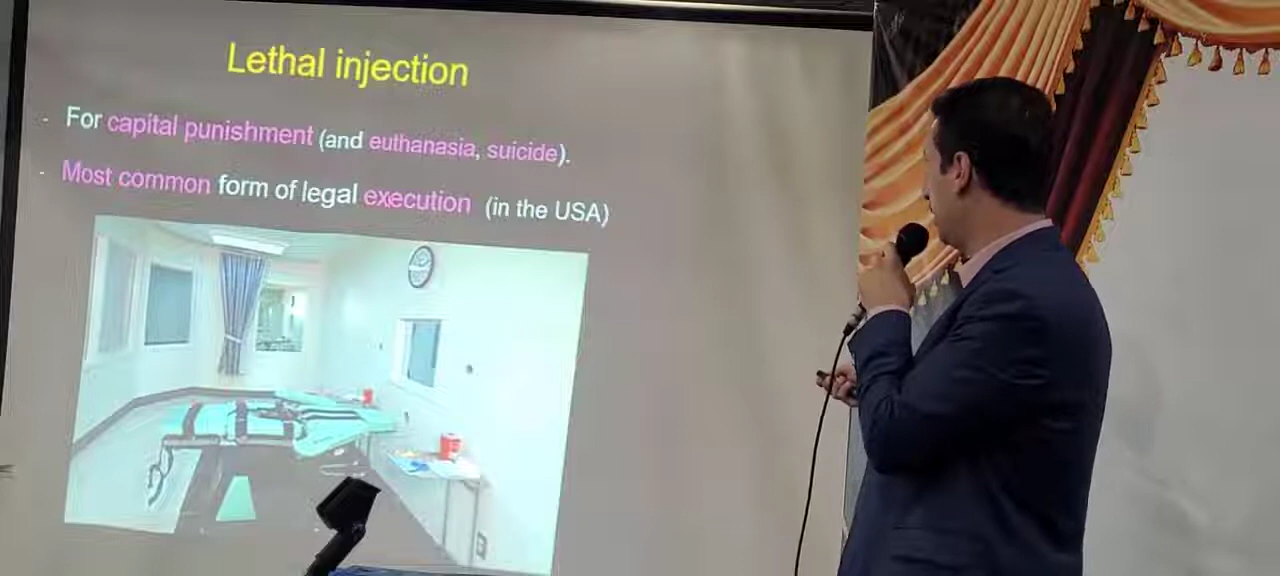 Lethal injection
- For capital punishment (and euthanasia, suicide).
- Most common form of legal execution (in the USA)